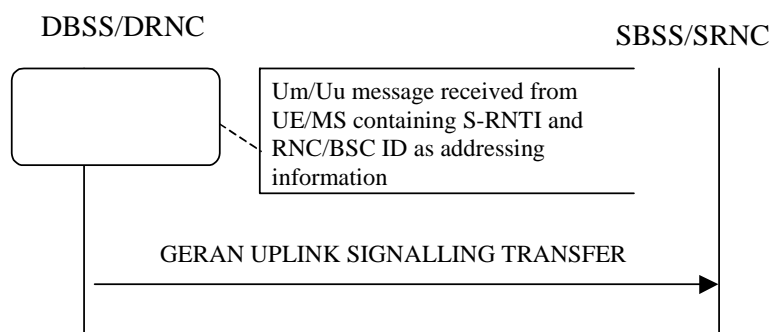 DBSS/DRNC
SBSS/SRNC
Um/Uu message received from
UE/MS containing S-RNTI and
RNC/BSC ID as addressing
information
GERAN UPLINK SIGNALLING TRANSFER